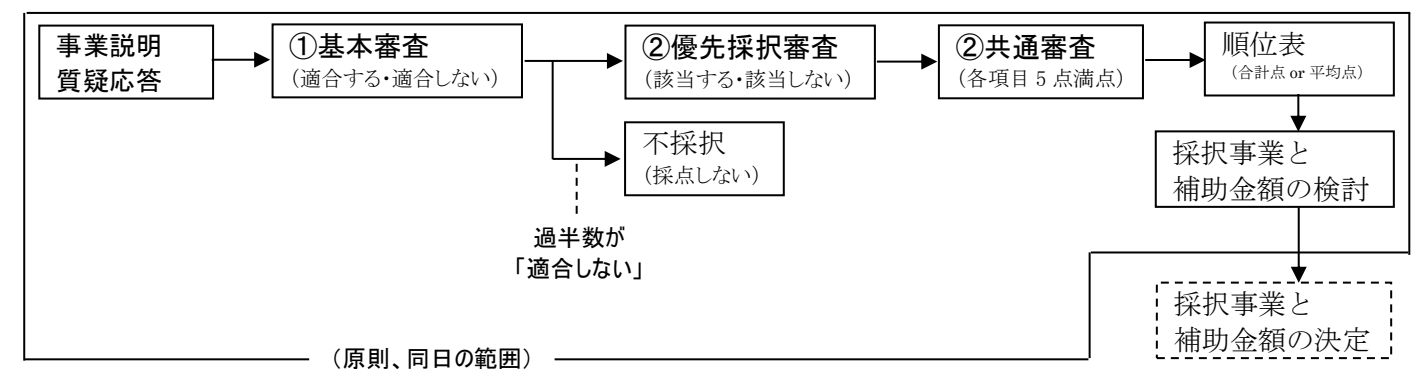 事業説明
質疑応答
①基本審査
（適合する・適合しない）
②優先採択審査
（該当する・該当しない）
②共通審査
（各項目 5 点満点）
順位表
（合計点 or 平均点）
不採択
（採点しない）
過半数が
「適合しない」
採択事業と
補助金額の検討
採択事業と
補助金額の決定
（原則、同日の範囲）